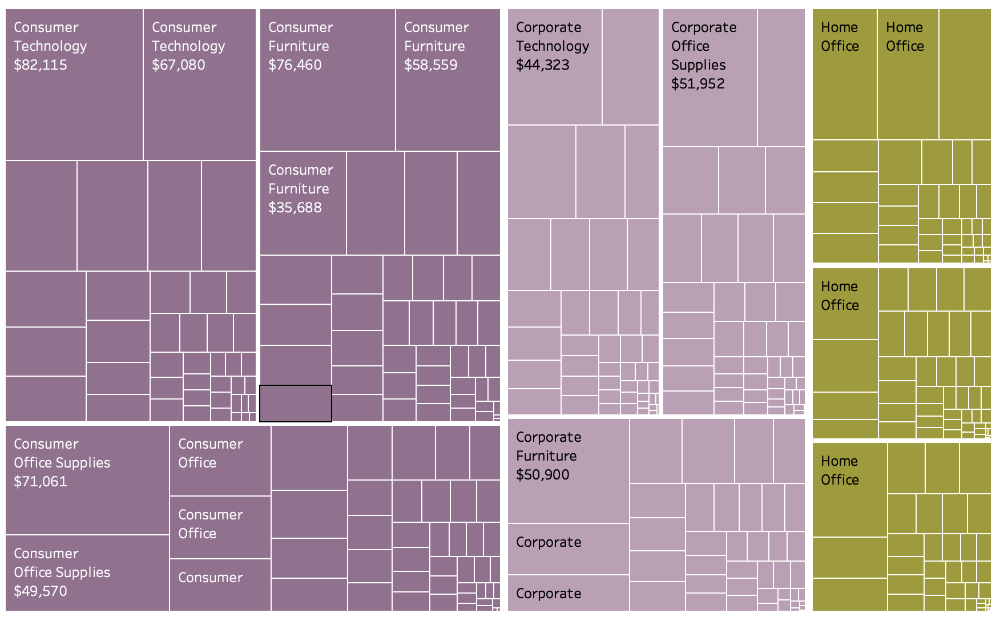 Consumer
Technology
$82,115
Consumer
Technology
$67,080
Consumer
Furniture
$76,460
Consumer
Furniture
$58,559
Consumer
Furniture
$35,688
Consumer
Office Supplies
$71,061
Consumer
Office Supplies
$49,570
Consumer
Office
Consumer
Office
Consumer
Corporate
Technology
$44,323
Corporate
Office
Supplies
$51,952
Corporate
Furniture
$50,900
Corporate
Corporate
Home
Office
Home
Office
Home
Office
Home
Office